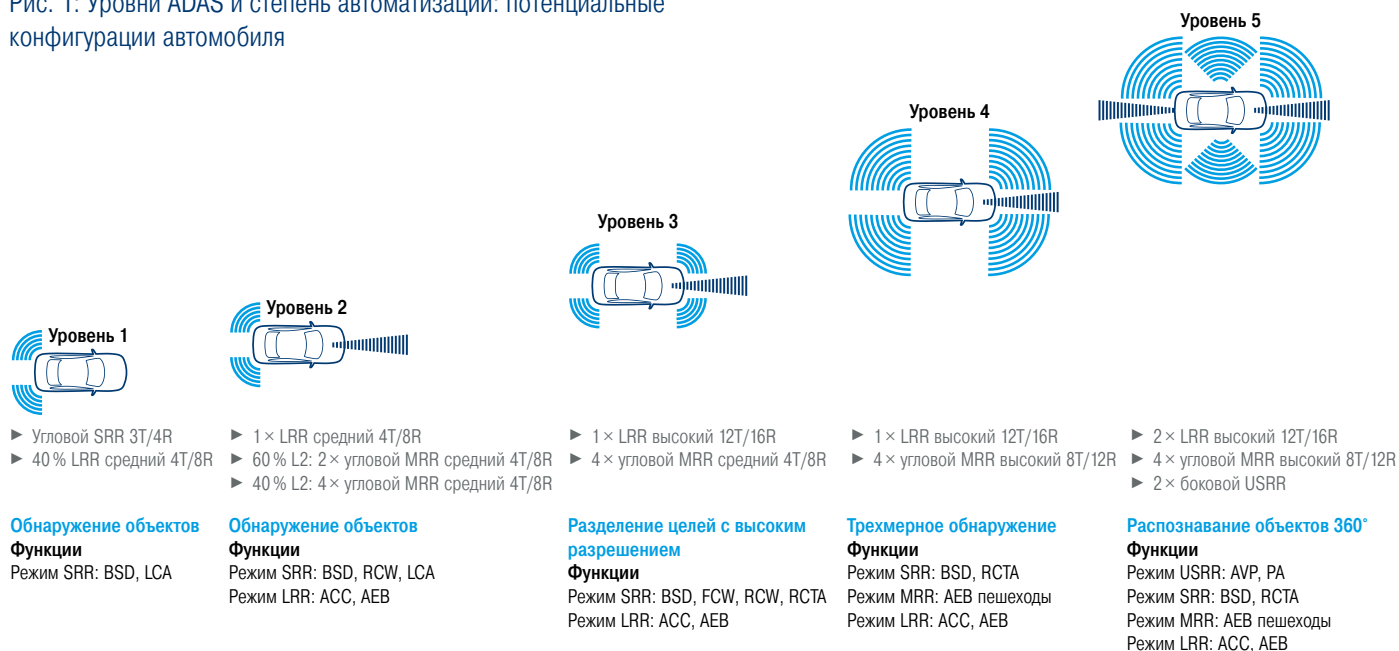 Рис. 1: Уровни ADAS и степень автоматизации: потенциальные
конфигурации автомобиля
Уровень 1
► Угловой SRR 3T/4R
► 40 % LRR средний 4T/8R
Обнаружение объектов
Функции
Режим SRR: BSD, LCA
Уровень 2
► 1 × LRR средний 4T/8R
► 60 % L2: 2 × угловой MRR средний 4T/8R
► 40 % L2: 4 × угловой MRR средний 4T/8R
Обнаружение объектов
Функции
Режим SRR: BSD, RCW, LCA
Режим LRR: ACC, AEB
Уровень 3
► 1 × LRR высокий 12T/16R
► 4 × угловой MRR средний 4T/8R
Разделение целей с высоким
разрешением
Функции
Режим SRR: BSD, FCW, RCW, RCTA
Режим LRR: ACC, AEB
Уровень 4
► 1 × LRR высокий 12T/16R
► 4 × угловой MRR высокий 8T/12R
Трехмерное обнаружение
Функции
Режим SRR: BSD, RCTA
Режим MRR: AEB пешеходы
Режим LRR: ACC, AEB
Уровень 5
► 2 × LRR высокий 12T/16R
► 4 × угловой MRR высокий 8T/12R
► 2 × боковой USRR
Распознавание объектов 360°
Функции
Режим USRR: AVP, PA
Режим SRR: BSD, RCTA
Режим MRR: AEB пешеходы
Режим LRR: ACC, AEB